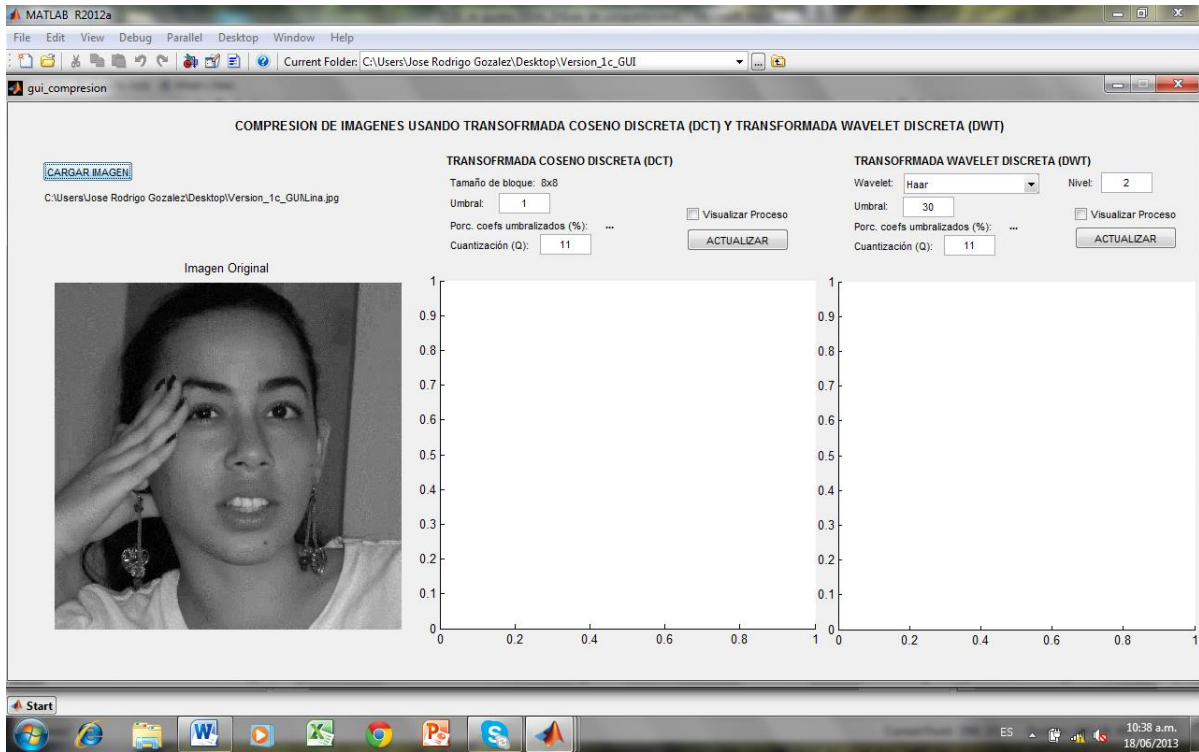 MATLAB R2012a
File Edit View Debug Parallel Desktop Window Help
Current Folder: C:\Users\Jose Rodrigo Gozalez\Desktop\Version_1c_GUI
gui_compresion
COMPRESION DE IMAGENES USANDO TRANSOFRMADA COSENO DISCRETA (DCT) Y TRANSFORMADA WAVELET DISCRETA (DWT)
CARGAR IMAGEN
C:\Users\Jose Rodrigo Gozalez\Desktop\Version_1c_GUI\Lina.jpg
Imagen Original
TRANSOFRMADA COSENO DISCRETA (DCT)
Tamaño de bloque: 8x8
Umbral: 1
Porc. coefs umbralizados (%): ...
Cuantización (Q): 11
Visualizar Proceso
ACTUALIZAR
1
0.9
0.8
0.7
0.6
0.5
0.4
0.3
0.2
0.1
0
0 0.2 0.4 0.6 0.8 1
TRANSOFRMADA WAVELET DISCRETA (DWT)
Wavelet: Haar Nivel: 2
Umbral: 30
Porc. coefs umbralizados (%): ...
Cuantización (Q): 11
Visualizar Proceso
ACTUALIZAR
1
0.9
0.8
0.7
0.6
0.5
0.4
0.3
0.2
0.1
0
0 0.2 0.4 0.6 0.8 1
Start
ES 10:38 a.m.
18/06/2013